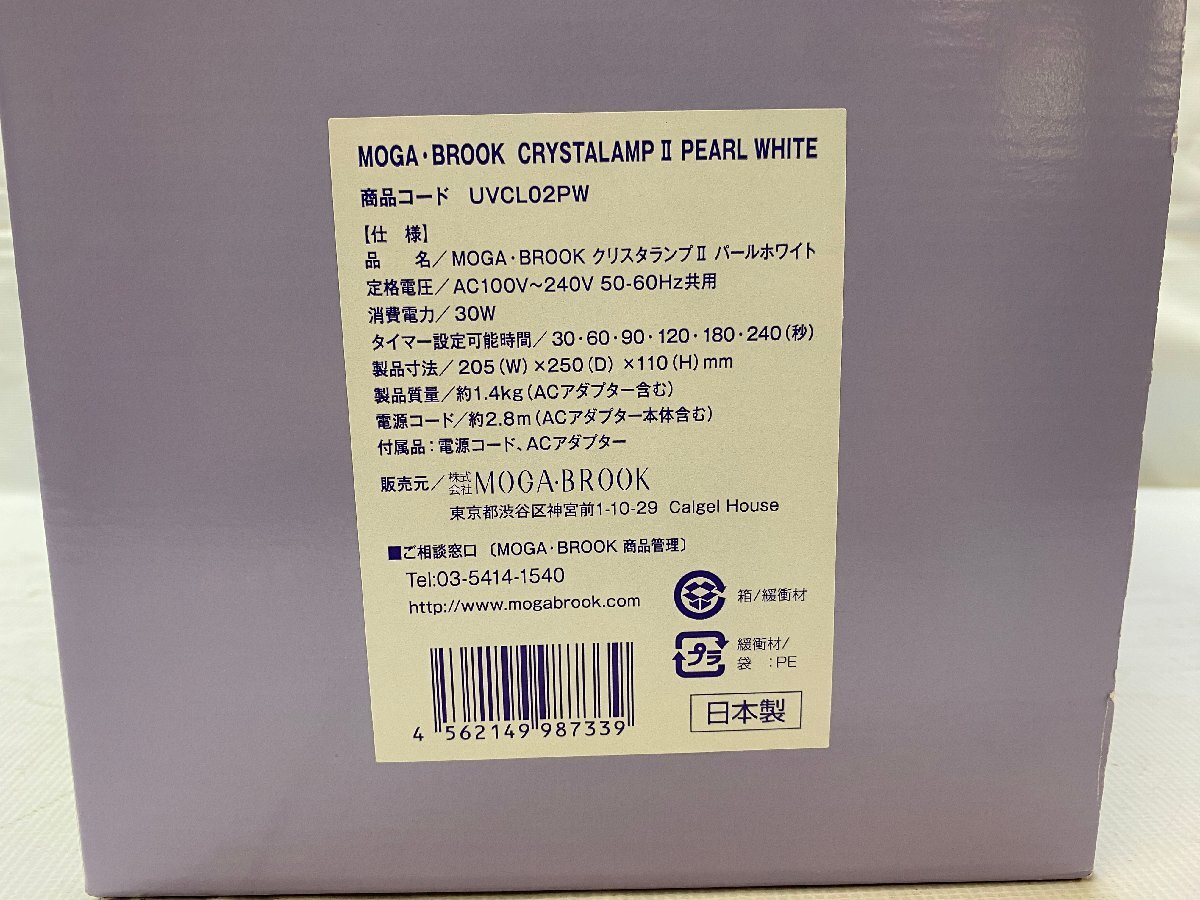 MOGA・BROOK CRYSTALAMP Ⅱ PEARL WHITE
商品コード UVCL02PW
【仕 様】
品 名／MOGA・BROOK クリスタランプⅡ パールホワイト
定格電圧／AC100V～240V 50-60Hz共用
消費電力／30W
タイマー設定可能時間／30・60・90・120・180・240(秒)
製品寸法／205(W)×250(D)×110(H)mm
製品質量／約1.4kg(ACアダプター含む)
電源コード／約2.8m(ACアダプター本体含む)
付属品：電源コード、ACアダプター
販売元／株式会社 MOGA・BROOK
東京都渋谷区神宮前1-10-29 Calgel House
■ご相談窓口〔MOGA・BROOK 商品管理〕
Tel:03-5414-1540
http://www.mogabrook.com
箱/緩衝材
プラ
緩衝材/
袋 :PE
4 562149 987339
日本製